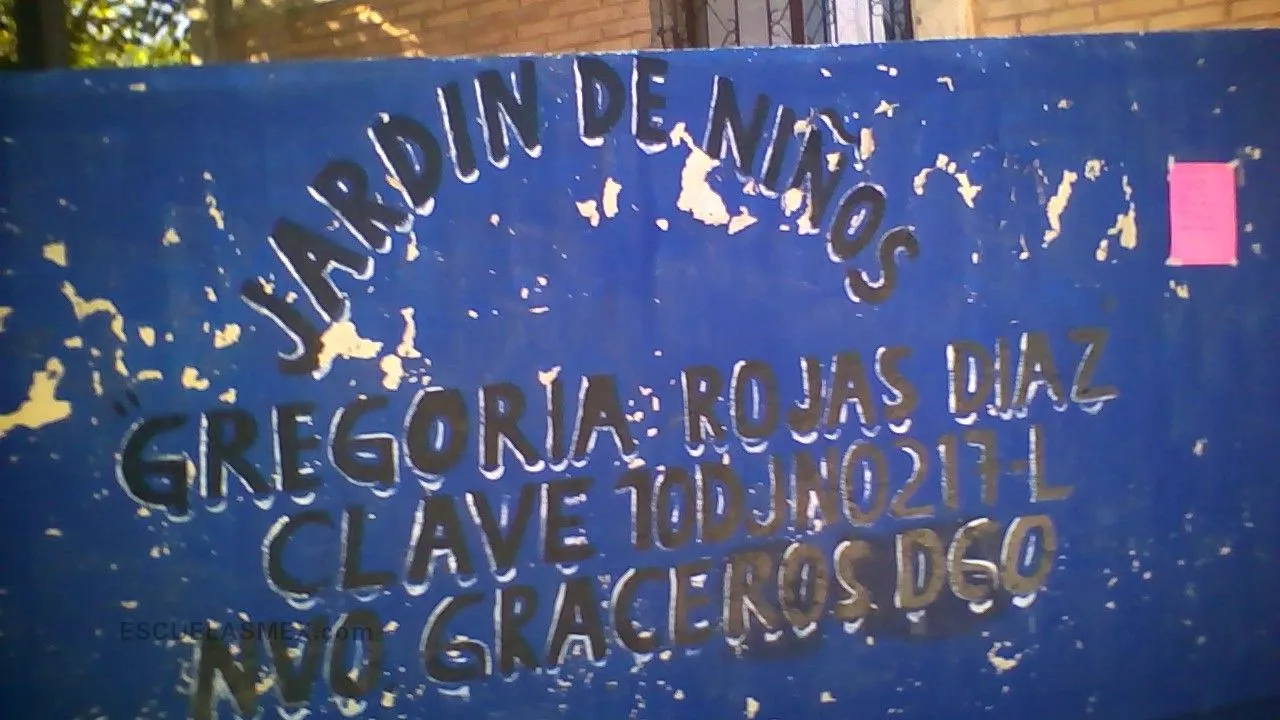 JARDIN DE NIÑOS
"GREGORIA ROJAS DIAZ
CLAVE 10DJN0217-L
NVO GRACEROS DGO
ESCUELASMEX.com